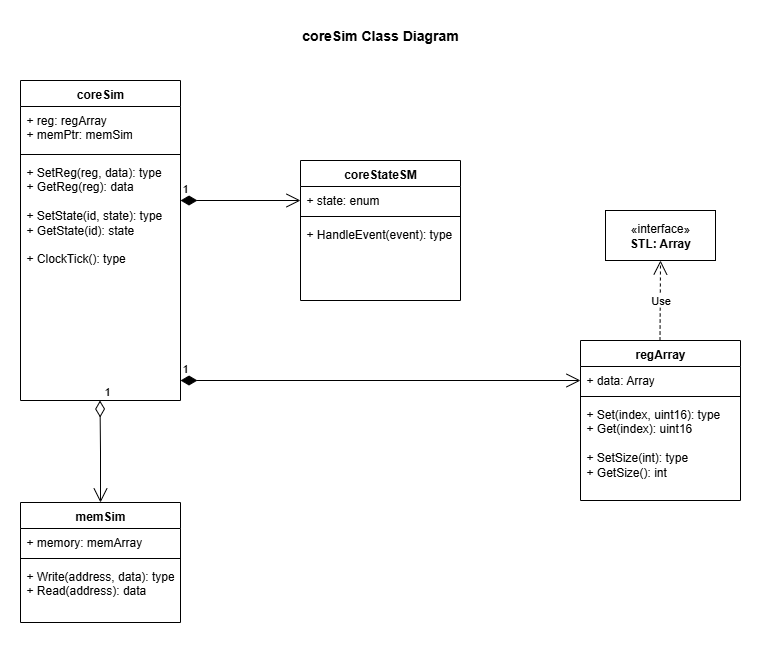 coreSim Class Diagram
coreSim
+ reg: regArray
+ memPtr: memSim
+ SetReg(reg, data): type
+ GetReg(reg): data
+ SetState(id, state): type
+ GetState(id): state
+ ClockTick(): type
1
coreStateSM
+ state: enum
+ HandleEvent(event): type
«interface»
STL: Array
Use
1
regArray
+ data: Array
+ Set(index, uint16): type
+ Get(index): uint16
+ SetSize(int): type
+ GetSize(): int
1
memSim
+ memory: memArray
+ Write(address, data): type
+ Read(address): data